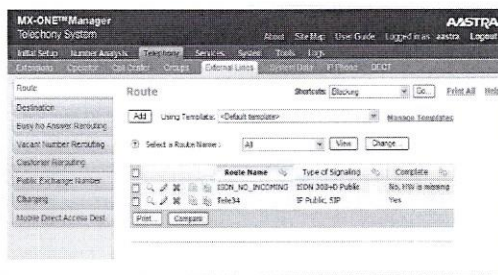 MX-ONE™ Manager
Telephony System
AASTRA
About Site Map User Guide Logged in as: aastra Logout
Initial Setup Number Analysis Telephony Services System Tools Logs
Extensions Operator Call Center Groups External Lines System Data IP Phone DECT
Route
Destination
Busy No Answer Rerouting
Vacant Number Rerouting
Customer Rerouting
Public Exchange Number
Charging
Mobile Direct Access Dest.
Route
Shortcuts: Blocking Go... Print All Help
Add Using Template: <Default template> Manage Templates
Select a Route Name: All View Change
Route Name Type of Signaling Complete
ISDN_NO_INCOMING ISDN 30B+D Public No, HW is missing
Tele34 IP Public, SIP Yes
Print... Compare